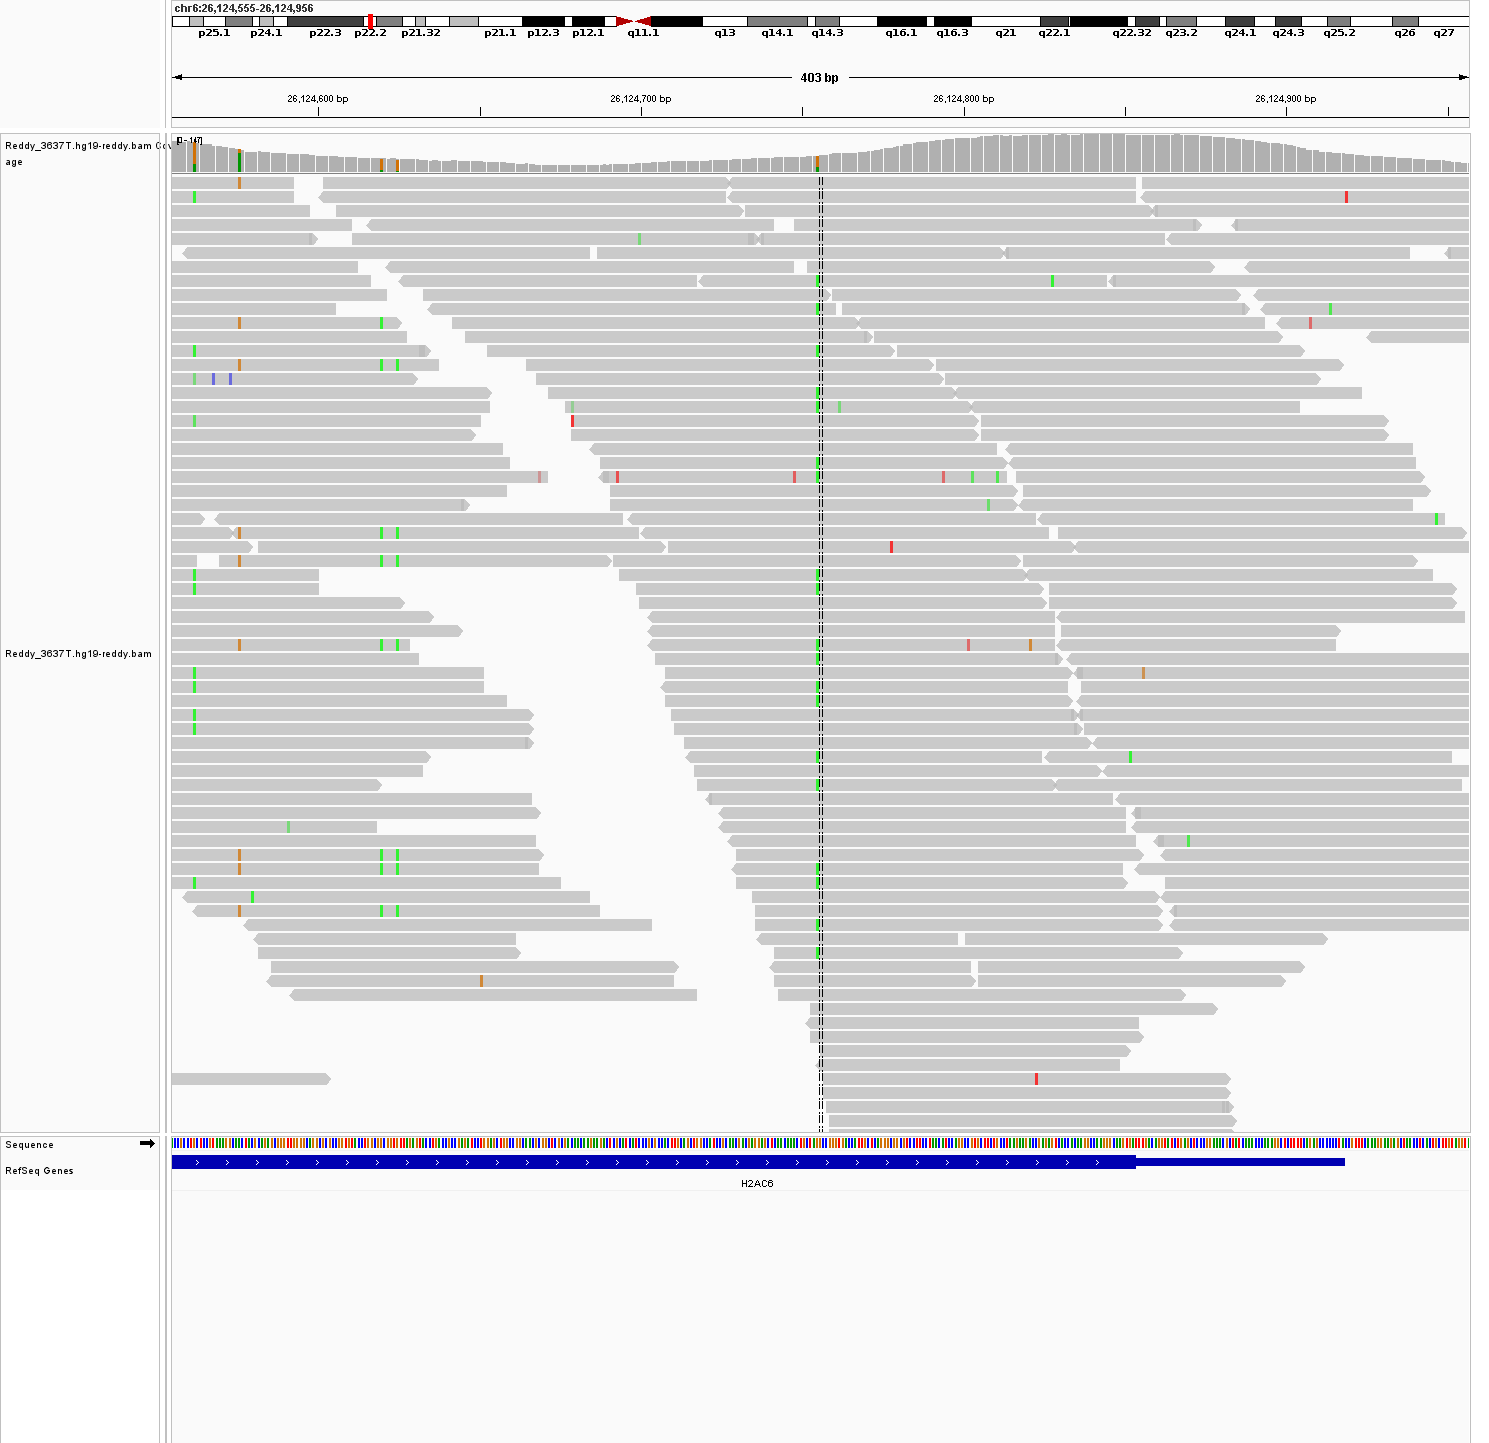 chr6:26,124,555-26,124,956
p25.1 p24.1 p22.3 p22.2 p21.32 p21.1 p12.3 p12.1 q11.1 q13 q14.1 q14.3 q16.1 q16.3 q21 q22.1 q22.32 q23.2 q24.1 q24.3 q25.2 q26 q27
403 bp
26,124,600 bp 26,124,700 bp 26,124,800 bp 26,124,900 bp
Reddy_3637T.hg19-reddy.bam
age
Reddy_3637T.hg19-reddy.bam
Sequence
RefSeq Genes
H2AC6